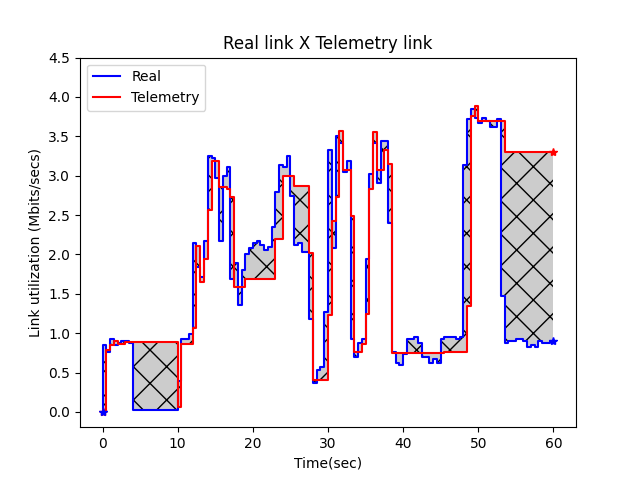 Real link X Telemetry link
Real
Telemetry
Link utilization (Mbits/secs)
4.5
4.0
3.5
3.0
2.5
2.0
1.5
1.0
0.5
0.0
0 10 20 30 40 50 60
Time(sec)